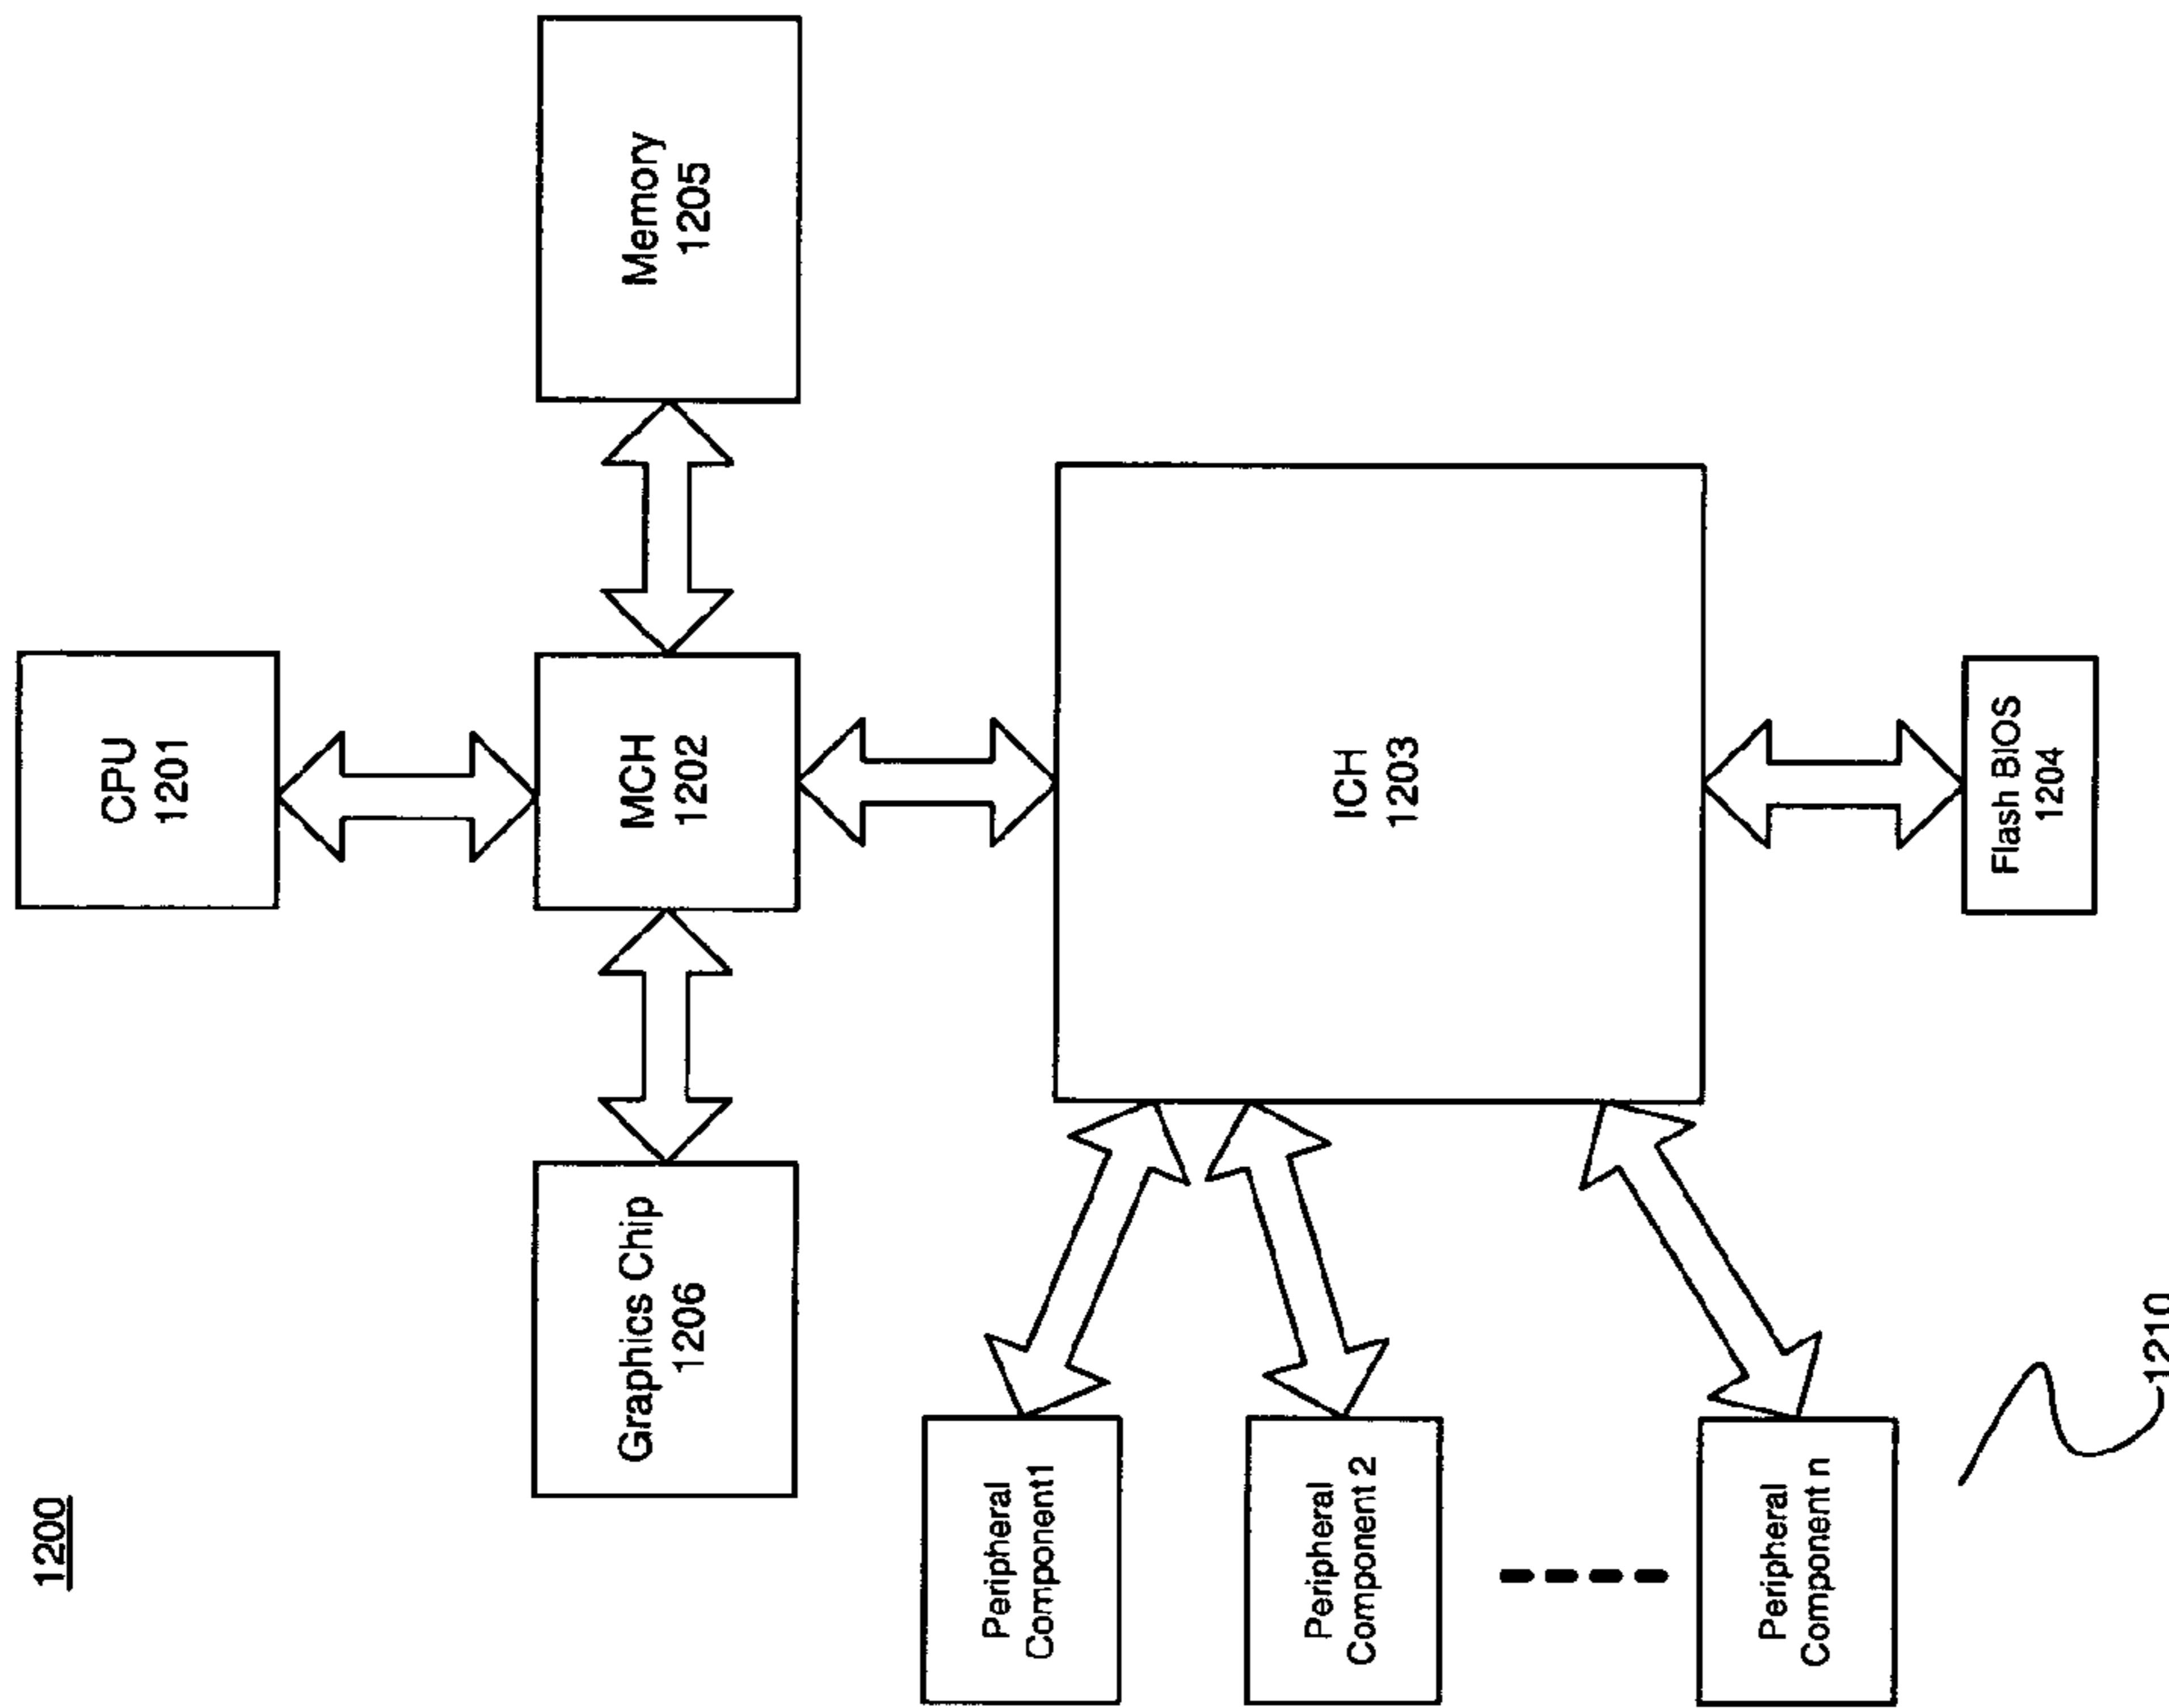 1200
CPU
1201
Graphics Chip
1206
MCH
1202
Memory
1205
Peripheral
Component1
ICH
1203
Peripheral
Component 2
Peripheral
Component n
Flash BIOS
1204
1210